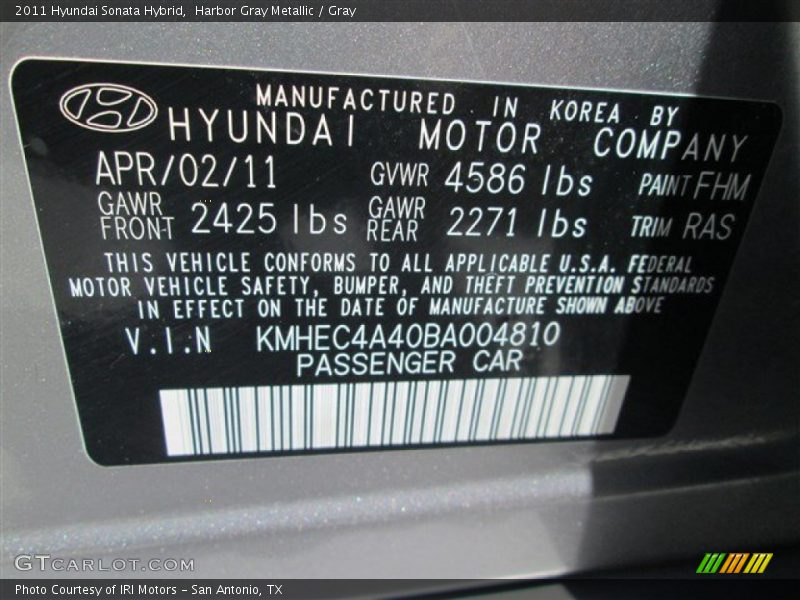 2011 Hyundai Sonata Hybrid, Harbor Gray Metallic / Gray
MANUFACTURED IN KOREA BY
HYUNDAI MOTOR COMPANY
APR/02/11 GVWR 4586 lbs PAINT FHM
GAWR FRONT 2425 lbs GAWR REAR 2271 lbs TRIM RAS
THIS VEHICLE CONFORMS TO ALL APPLICABLE U.S.A. FEDERAL
MOTOR VEHICLE SAFETY, BUMPER, AND THEFT PREVENTION STANDARDS
IN EFFECT ON THE DATE OF MANUFACTURE SHOWN ABOVE
V.I.N KMHEC4A40BA004810
PASSENGER CAR
GTCARLOT.COM
Photo Courtesy of IRI Motors – San Antonio, TX